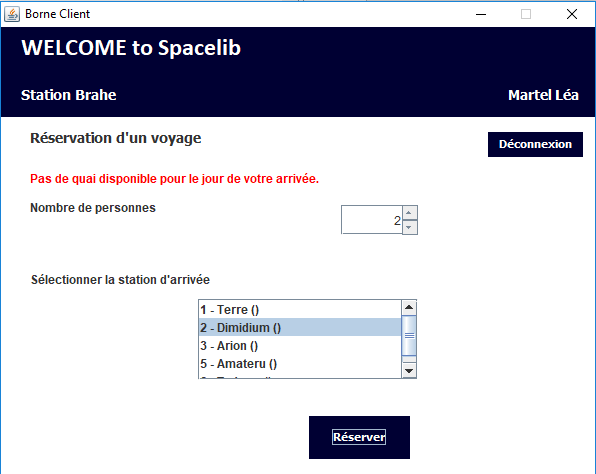 Borne Client
WELCOME to Spacelib
Station Brahe
Martel Léa
Réservation d'un voyage
Déconnexion
Pas de quai disponible pour le jour de votre arrivée.
Nombre de personnes
2
Sélectionner la station d'arrivée
1 - Terre ()
2 - Dimidium ()
3 - Arion ()
5 - Amateru ()
Réserver